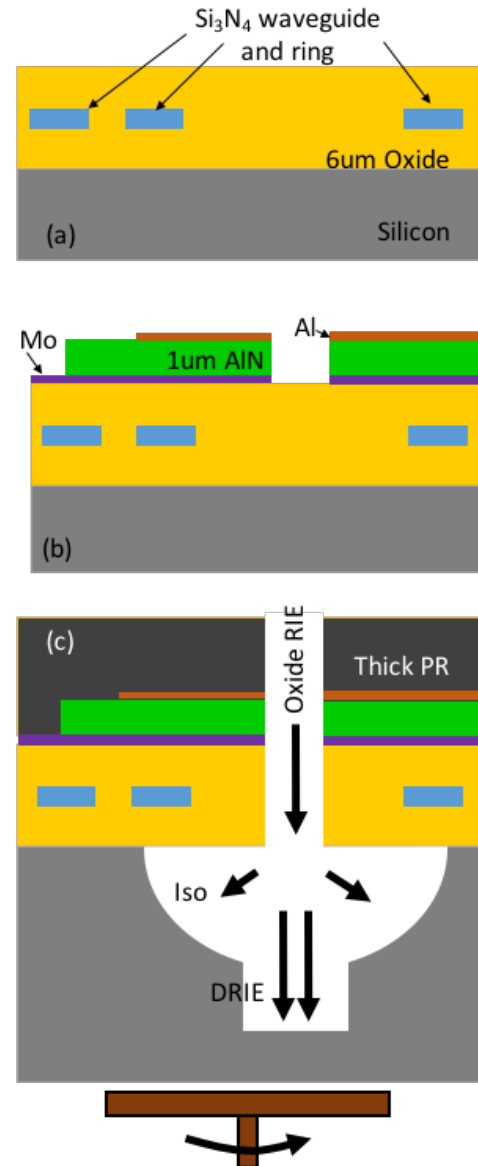 Si₃N₄ waveguide
and ring
6um Oxide
(a)
Silicon
Mo
Al
1um AlN
(b)
(c)
Oxide RIE
Thick PR
Iso
DRIE